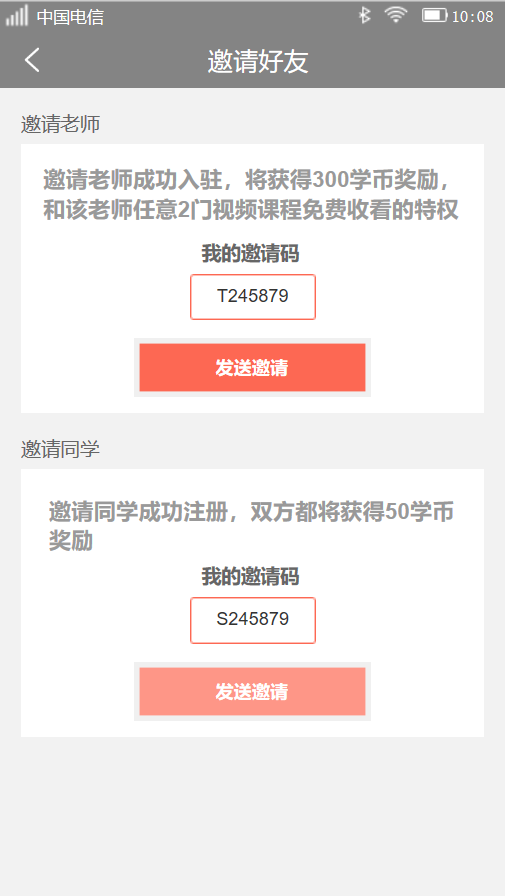 中国电信 10:08
邀请好友
邀请老师
邀请老师成功入驻，将获得300学币奖励，
和该老师任意2门视频课程免费收看的特权
我的邀请码
T245879
发送邀请
邀请同学
邀请同学成功注册，双方都将获得50学币
奖励
我的邀请码
S245879
发送邀请